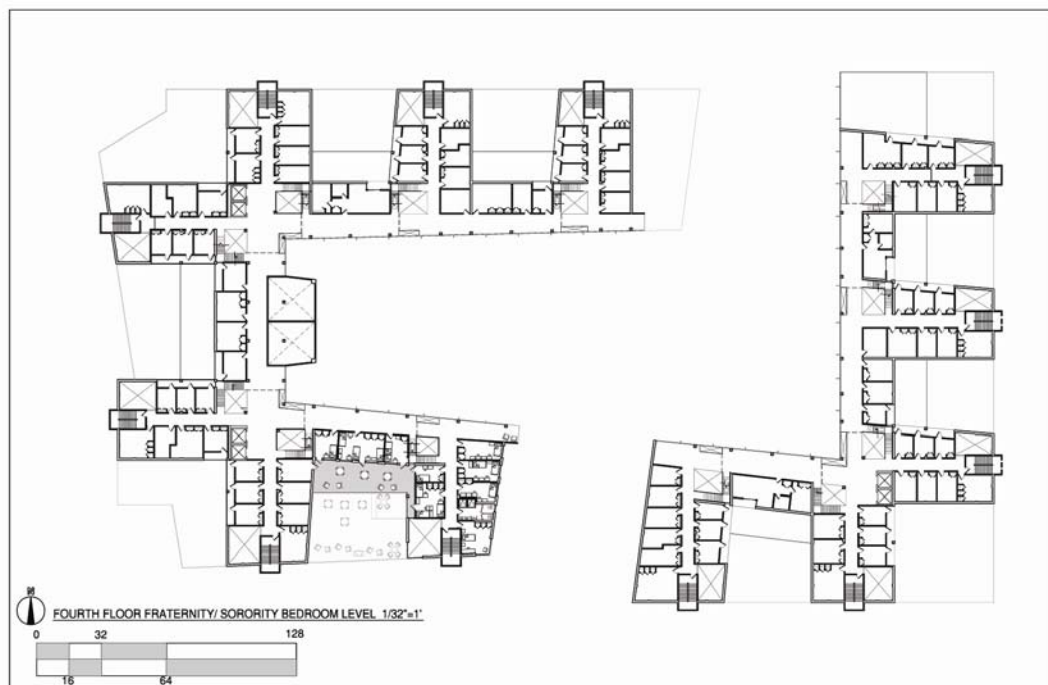 N
FOURTH FLOOR FRATERNITY/ SORORITY BEDROOM LEVEL 1/32"=1'
0 32 128
16 64